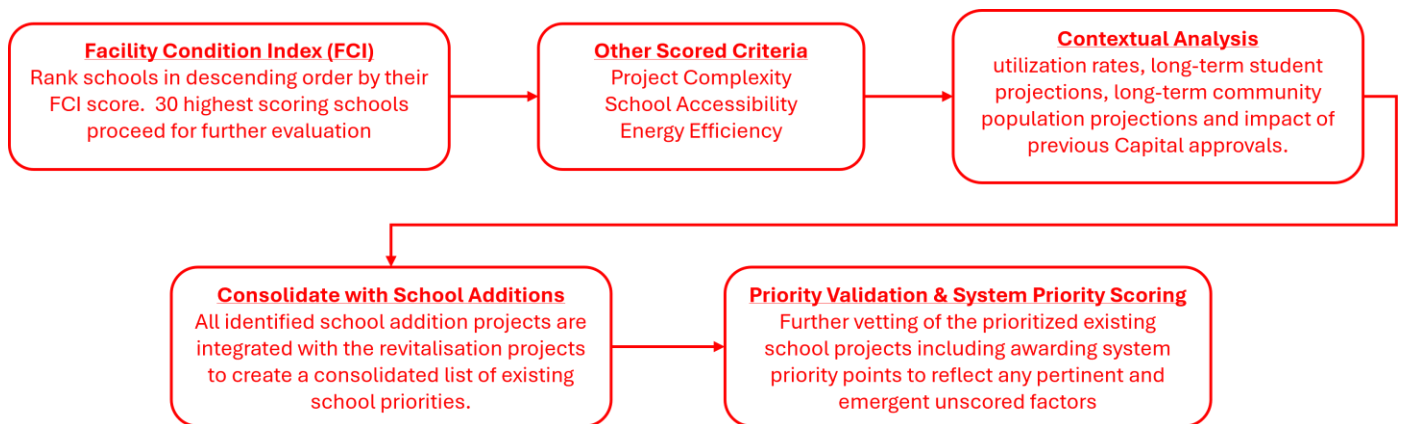 Facility Condition Index (FCI)
Rank schools in descending order by their
FCI score. 30 highest scoring schools
proceed for further evaluation
Other Scored Criteria
Project Complexity
School Accessibility
Energy Efficiency
Contextual Analysis
utilization rates, long-term student
projections, long-term community
population projections and impact of
previous Capital approvals.
Consolidate with School Additions
All identified school addition projects are
integrated with the revitalisation projects
to create a consolidated list of existing
school priorities.
Priority Validation & System Priority Scoring
Further vetting of the prioritized existing
school projects including awarding system
priority points to reflect any pertinent and
emergent unscored factors